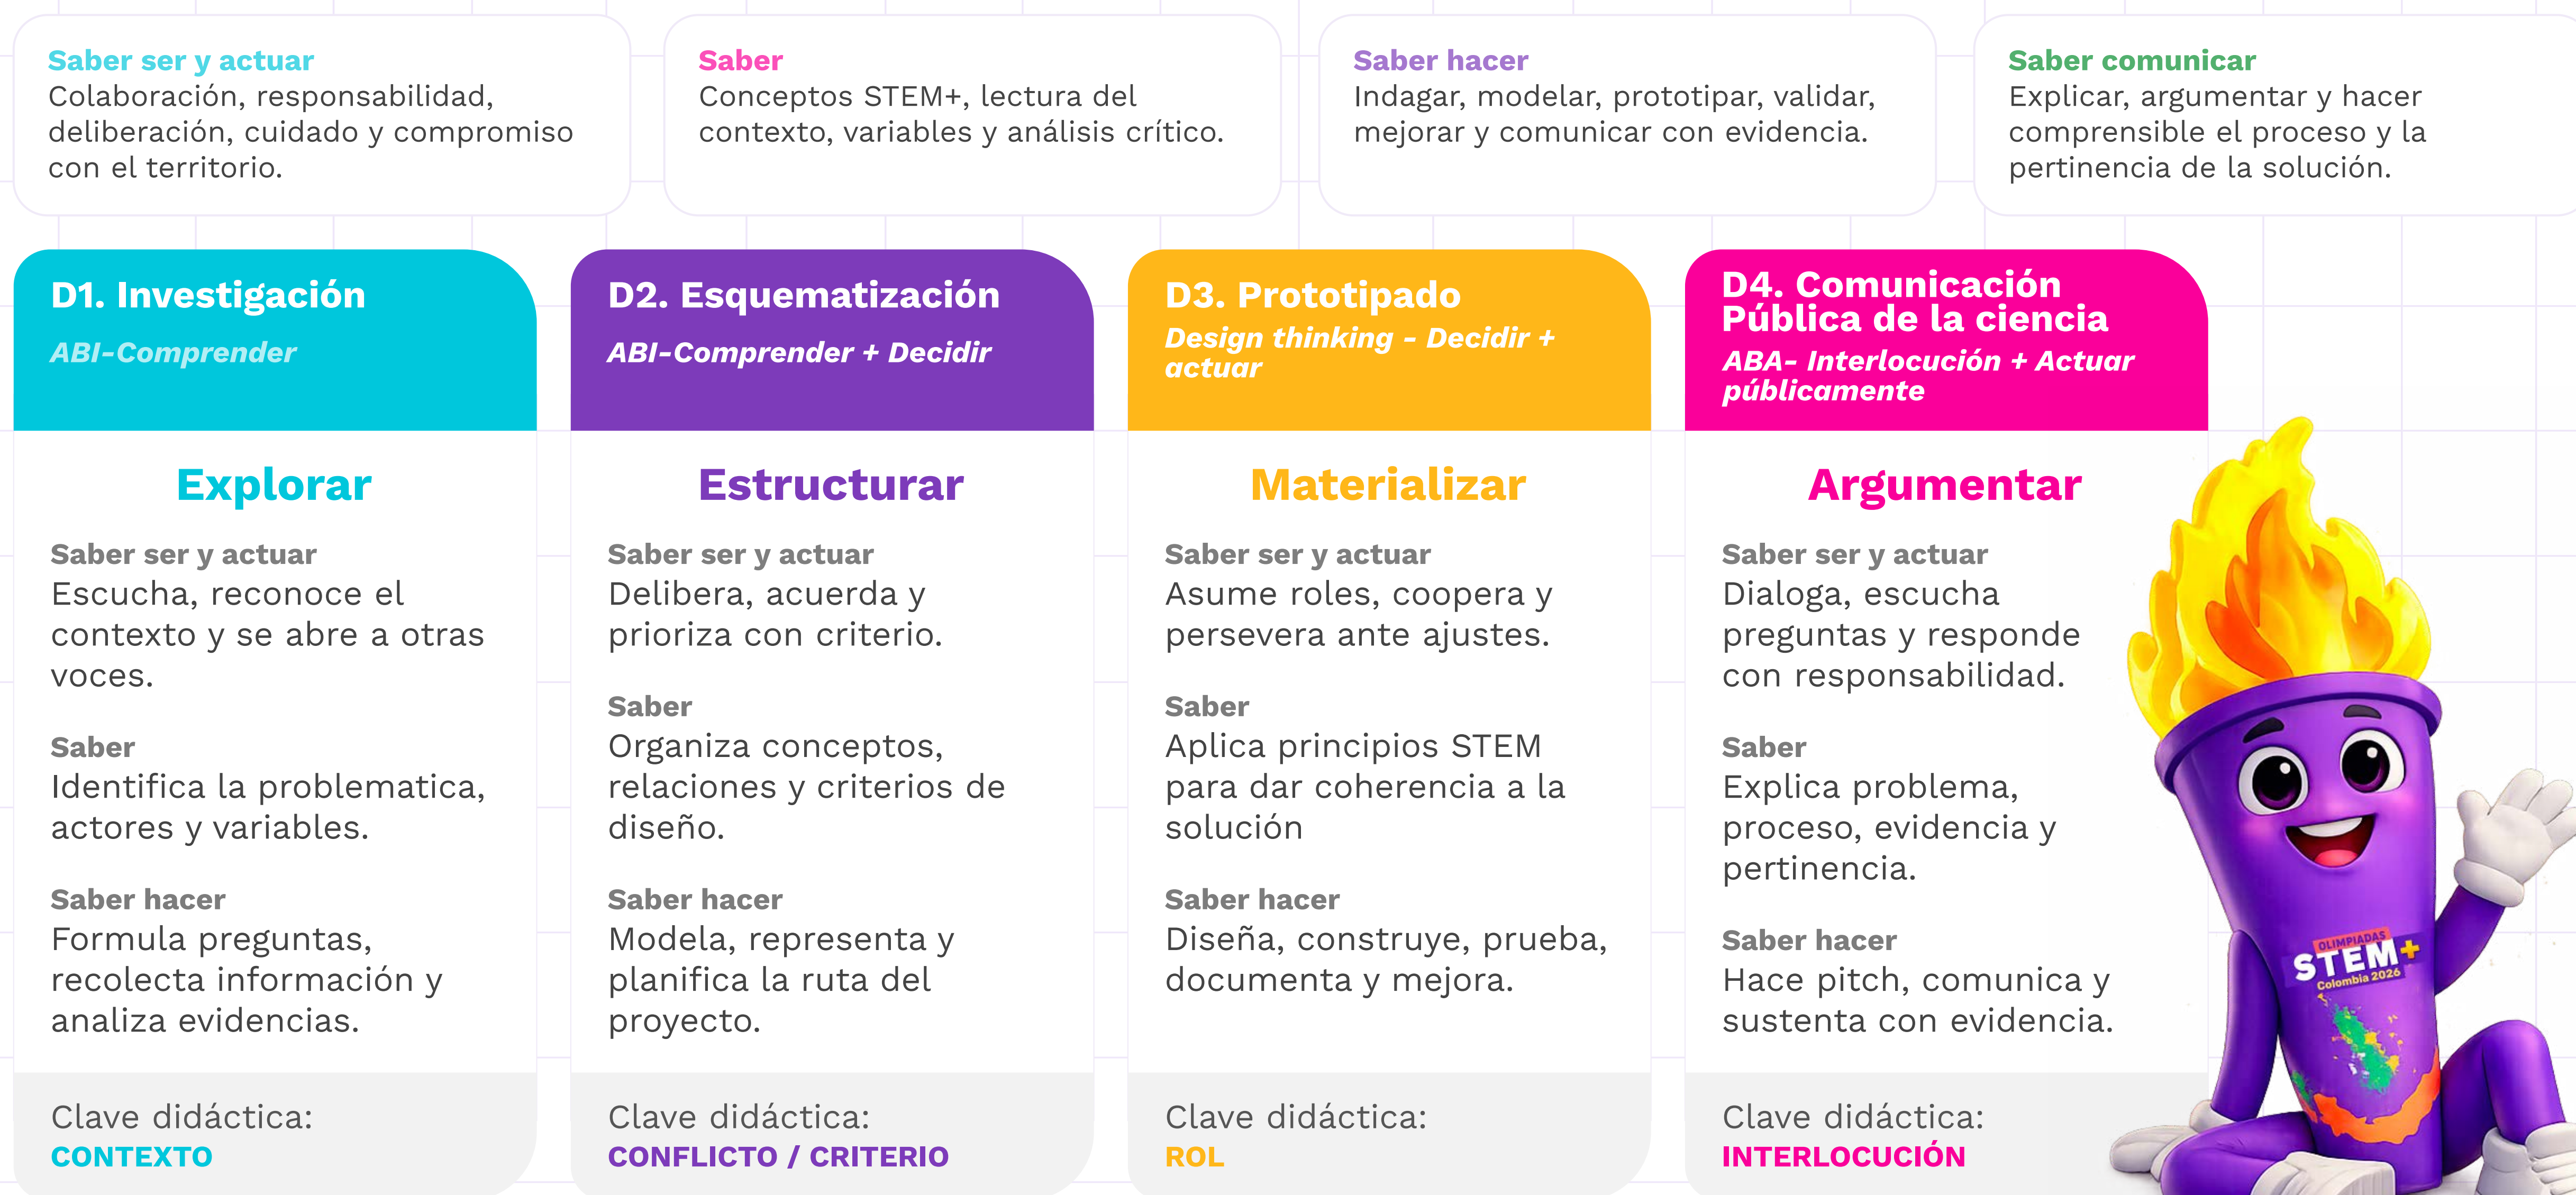 Saber ser y actuar
Colaboración, responsabilidad,
deliberación, cuidado y compromiso
con el territorio.
Saber
Conceptos STEM+, lectura del
contexto, variables y análisis crítico.
Saber hacer
Indagar, modelar, prototipar, validar,
mejorar y comunicar con evidencia.
Saber comunicar
Explicar, argumentar y hacer
comprensible el proceso y la
pertinencia de la solución.
D1. Investigación
ABI-Comprender
Explorar
Saber ser y actuar
Escucha, reconoce el
contexto y se abre a otras
voces.
Saber
Identifica la problematica,
actores y variables.
Saber hacer
Formula preguntas,
recolecta información y
analiza evidencias.
Clave didáctica:
CONTEXTO
D2. Esquematización
ABI-Comprender + Decidir
Estructurar
Saber ser y actuar
Delibera, acuerda y
prioriza con criterio.
Saber
Organiza conceptos,
relaciones y criterios de
diseño.
Saber hacer
Modela, representa y
planifica la ruta del
proyecto.
Clave didáctica:
CONFLICTO / CRITERIO
D3. Prototipado
Design thinking - Decidir +
actuar
Materializar
Saber ser y actuar
Asume roles, coopera y
persevera ante ajustes.
Saber
Aplica principios STEM
para dar coherencia a la
solución
Saber hacer
Diseña, construye, prueba,
documenta y mejora.
Clave didáctica:
ROL
D4. Comunicación
Pública de la ciencia
ABA- Interlocución + Actuar
públicamente
Argumentar
Saber ser y actuar
Dialoga, escucha
preguntas y responde
con responsabilidad.
Saber
Explica problema,
proceso, evidencia y
pertinencia.
Saber hacer
Hace pitch, comunica y
sustenta con evidencia.
Clave didáctica:
INTERLOCUCIÓN
OLIMPIADAS
STEM+
Colombia 2026